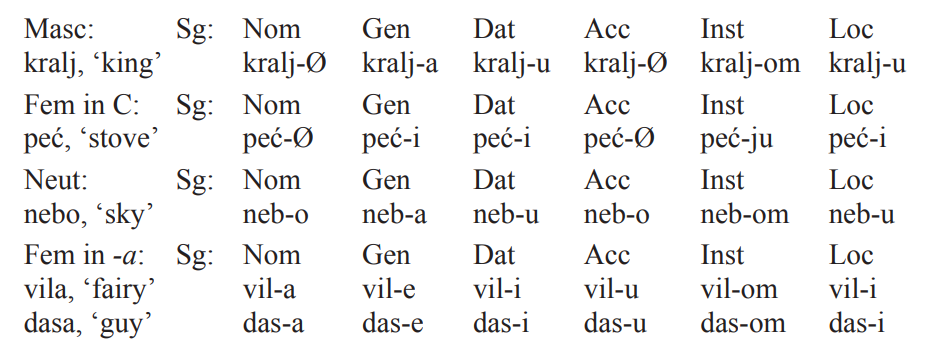 Masc: Sg: Nom Gen Dat Acc Inst Loc
kralj, ‘king’ kralj-Ø kralj-a kralj-u kralj-Ø kralj-om kralj-u
Fem in C: Sg: Nom Gen Dat Acc Inst Loc
peć, ‘stove’ peć-Ø peć-i peć-i peć-Ø peć-ju peć-i
Neut: Sg: Nom Gen Dat Acc Inst Loc
nebo, ‘sky’ neb-o neb-a neb-u neb-o neb-om neb-u
Fem in -a: Sg: Nom Gen Dat Acc Inst Loc
vila, ‘fairy’ vil-a vil-e vil-i vil-u vil-om vil-i
dasa, ‘guy’ das-a das-e das-i das-u das-om das-i